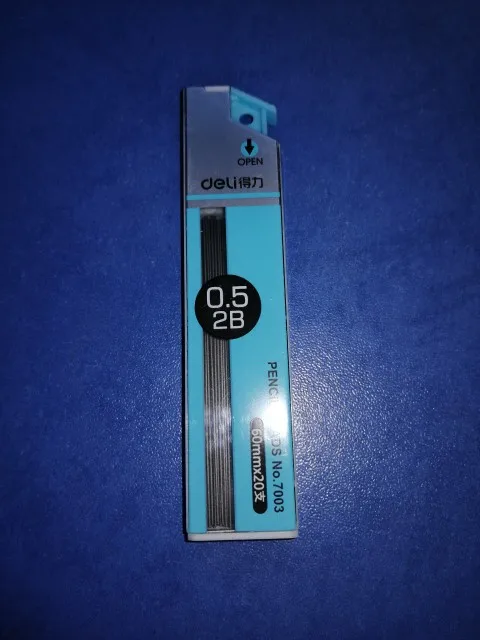 OPEN
deli得力
0.5
2B
PENCIL LEADS No.7003
60mmx20支